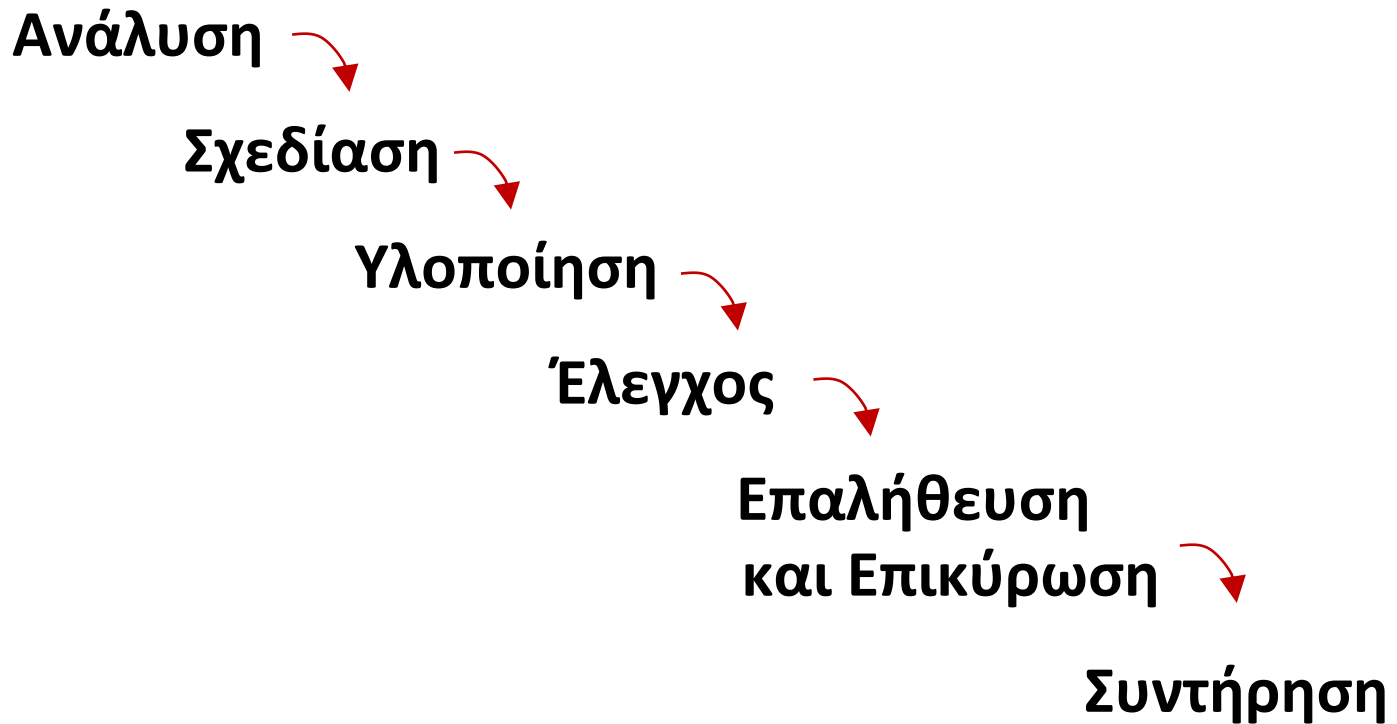 Ανάλυση
Σχεδίαση
Υλοποίηση
Έλεγχος
Επαλήθευση
και Επικύρωση
Συντήρηση